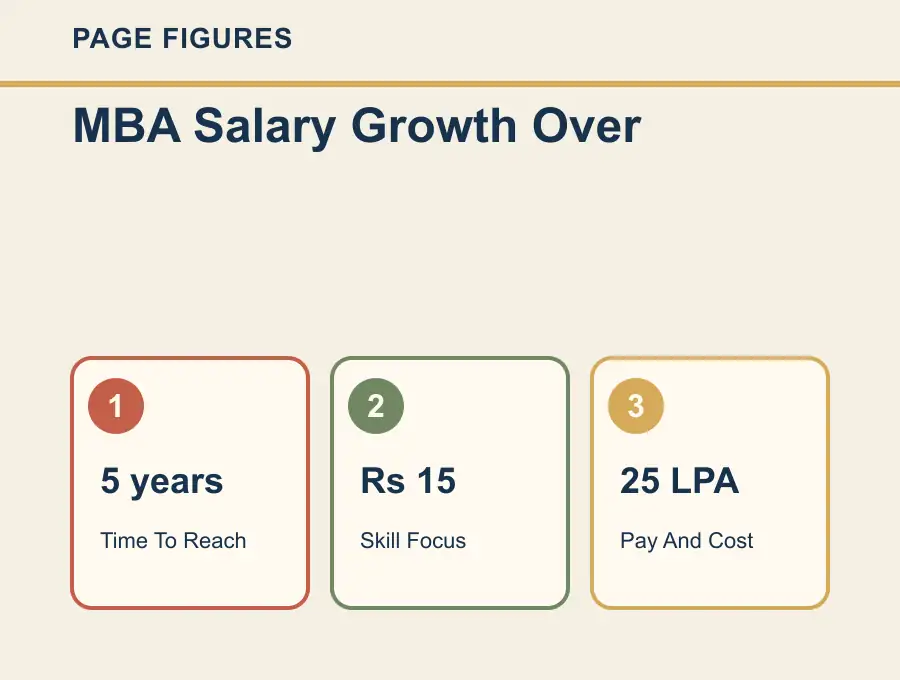 PAGE FIGURES
MBA Salary Growth Over
1
5 years
Time To Reach
2
Rs 15
Skill Focus
3
25 LPA
Pay And Cost